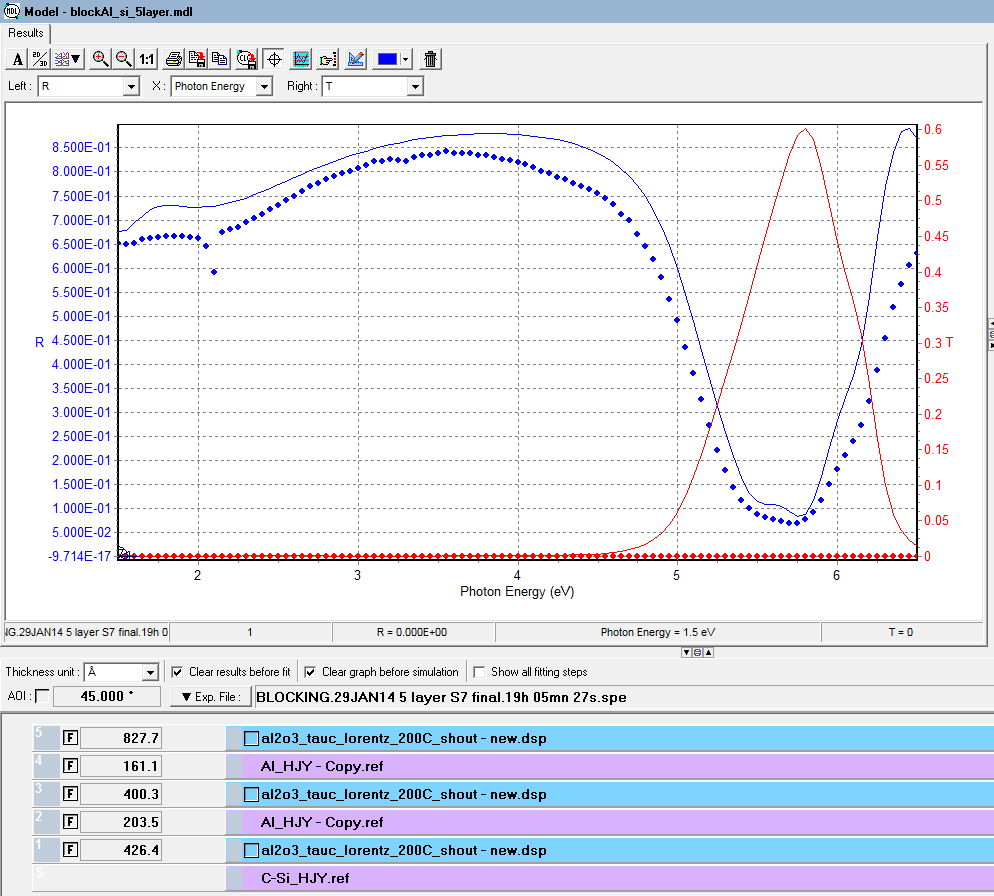 Model - blockAl_si_5layer.mdl
Results
A 2D/3D 1:1 CLC
Left : R X : Photon Energy Right : T
8.500E-01
8.000E-01
7.500E-01
7.000E-01
6.500E-01
6.000E-01
5.500E-01
5.000E-01
R 4.500E-01
4.000E-01
3.500E-01
3.000E-01
2.500E-01
2.000E-01
1.500E-01
1.000E-01
5.000E-02
-9.714E-17
0.6
0.55
0.5
0.45
0.4
0.35
0.3 T
0.25
0.2
0.15
0.1
0.05
0
2 3 4 5 6
Photon Energy (eV)
NG.29JAN14 5 layer S7 final.19h 0 1 R = 0.000E+00 Photon Energy = 1.5 eV T = 0
Thickness unit : Å Clear results before fit Clear graph before simulation Show all fitting steps
AOI : 45.000 ° ▼ Exp. File : BLOCKING.29JAN14 5 layer S7 final.19h 05mn 27s.spe
5 F 827.7 al2o3_tauc_lorentz_200C_shout - new.dsp
4 F 161.1 Al_HJY - Copy.ref
3 F 400.3 al2o3_tauc_lorentz_200C_shout - new.dsp
2 F 203.5 Al_HJY - Copy.ref
1 F 426.4 al2o3_tauc_lorentz_200C_shout - new.dsp
S C-Si_HJY.ref